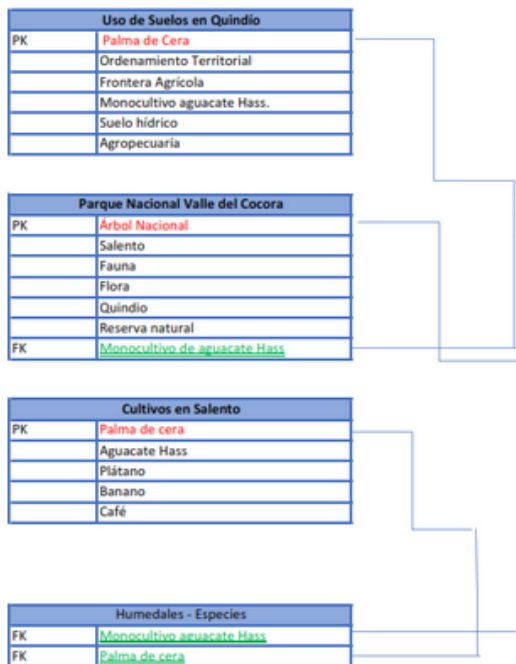 Uso de Suelos en Quindío
PK Palma de Cera
Ordenamiento Territorial
Frontera Agrícola
Monocultivo aguacate Hass.
Suelo hídrico
Agropecuaria
Parque Nacional Valle del Cocora
PK Árbol Nacional
Salento
Fauna
Flora
Quindio
Reserva natural
FK Monocultivo de aguacate Hass
Cultivos en Salento
PK Palma de cera
Aguacate Hass
Plátano
Banano
Café
Humedales - Especies
FK Monocultivo aguacate Hass
FK Palma de cera